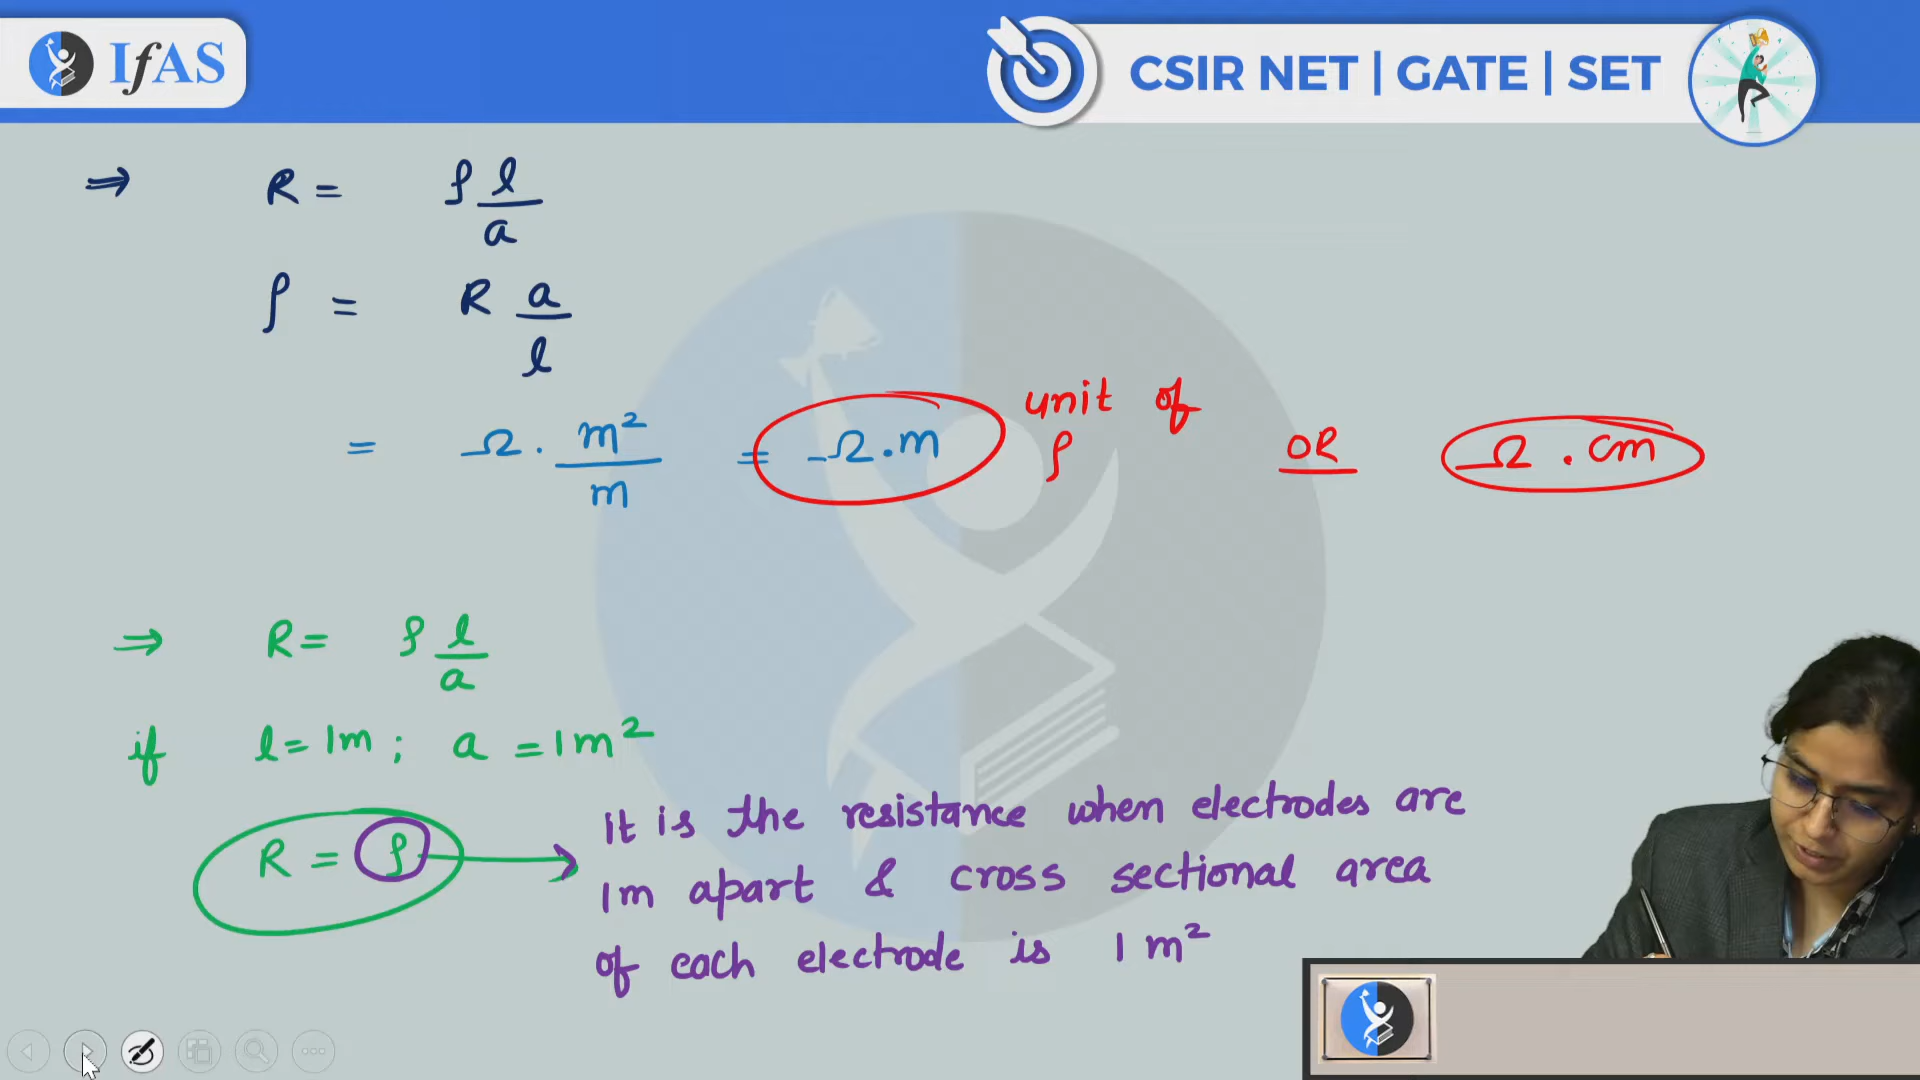 IfAS
CSIR NET | GATE | SET
⇒ R = ρ l/a
ρ = R a/l
= Ω · m²/m = Ω·m unit of ρ OR Ω · cm
⇒ R = ρ l/a
if l = 1m ; a = 1m²
R = ρ → it is the resistance when electrodes are
1m apart & cross sectional area
of each electrode is 1 m²